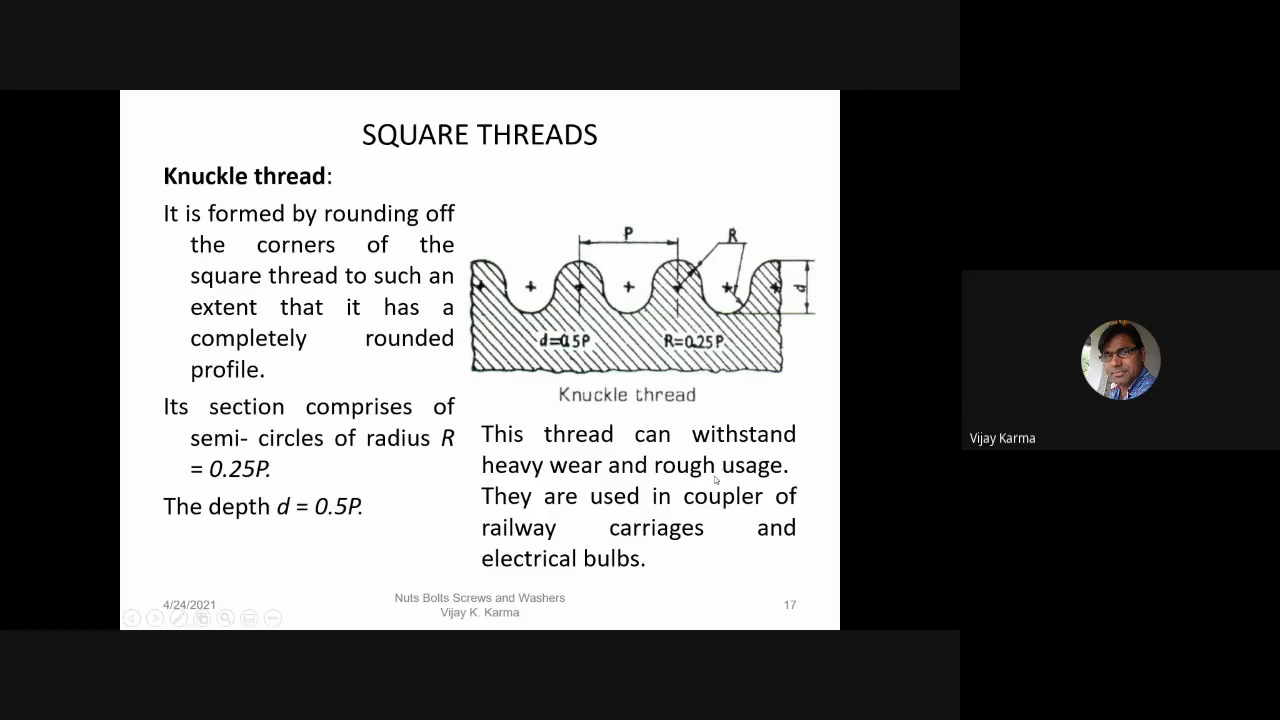 SQUARE THREADS
Knuckle thread:
It is formed by rounding off
the corners of the
square thread to such an
extent that it has a
completely rounded
profile.
Its section comprises of
semi- circles of radius R
= 0.25P.
The depth d = 0.5P.
P
R
d
d=0.5P
R=0.25P
Knuckle thread
This thread can withstand
heavy wear and rough usage.
They are used in coupler of
railway carriages and
electrical bulbs.
4/24/2021
Nuts Bolts Screws and Washers
Vijay K. Karma
17
Vijay Karma